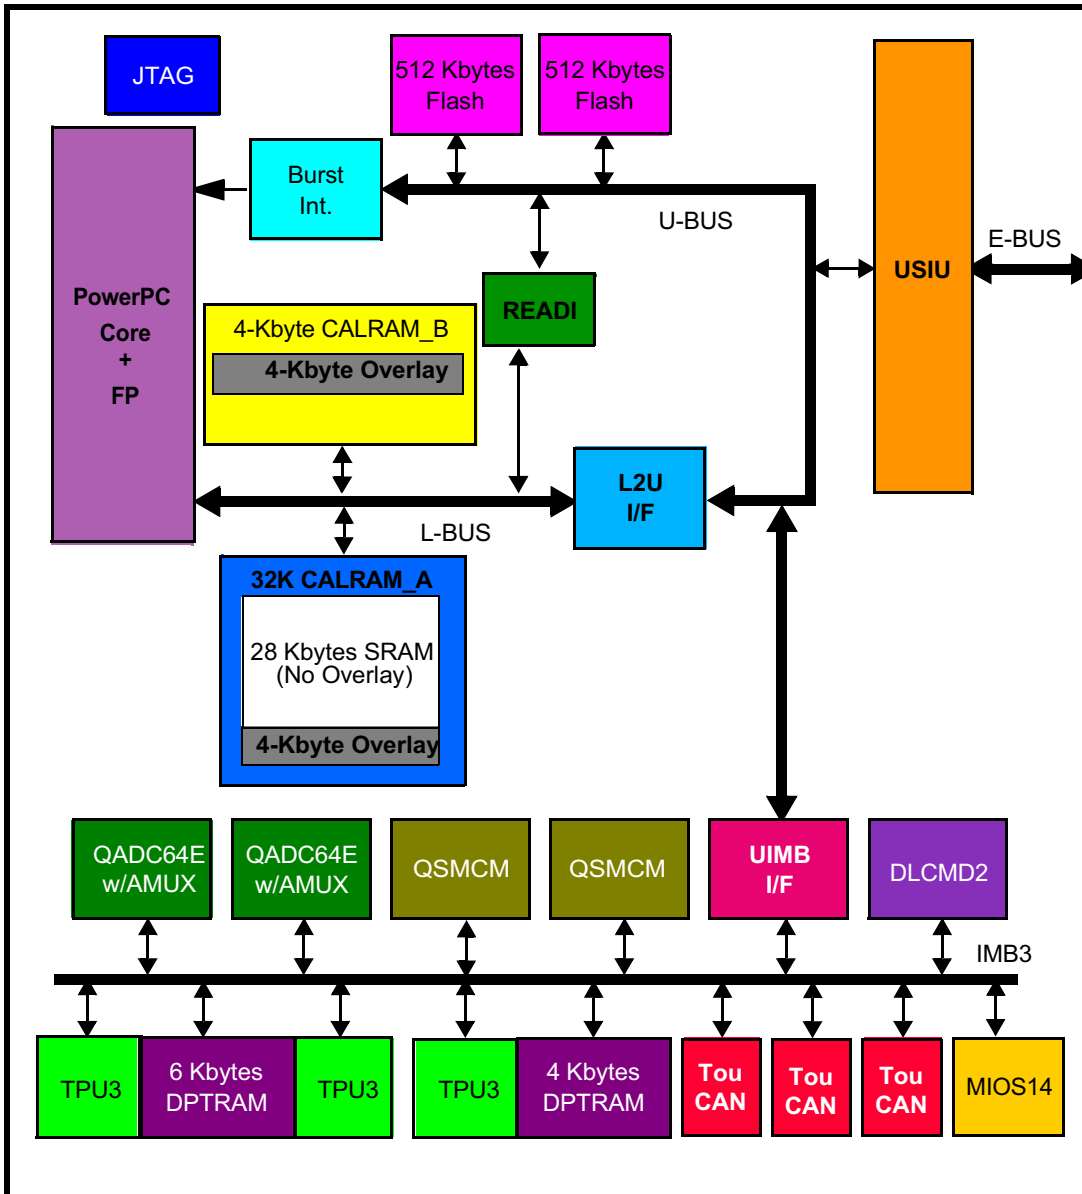 JTAG
512 Kbytes
Flash
512 Kbytes
Flash
Burst
Int.
U-BUS
E-BUS
USIU
PowerPC
Core
+
FP
READI
4-Kbyte CALRAM_B
4-Kbyte Overlay
L2U
I/F
L-BUS
32K CALRAM_A
28 Kbytes SRAM
(No Overlay)
4-Kbyte Overlay
QADC64E
w/AMUX
QADC64E
w/AMUX
QSMCM
QSMCM
UIMB
I/F
DLCMD2
IMB3
TPU3
6 Kbytes
DPTRAM
TPU3
TPU3
4 Kbytes
DPTRAM
Tou
CAN
Tou
CAN
Tou
CAN
MIOS14